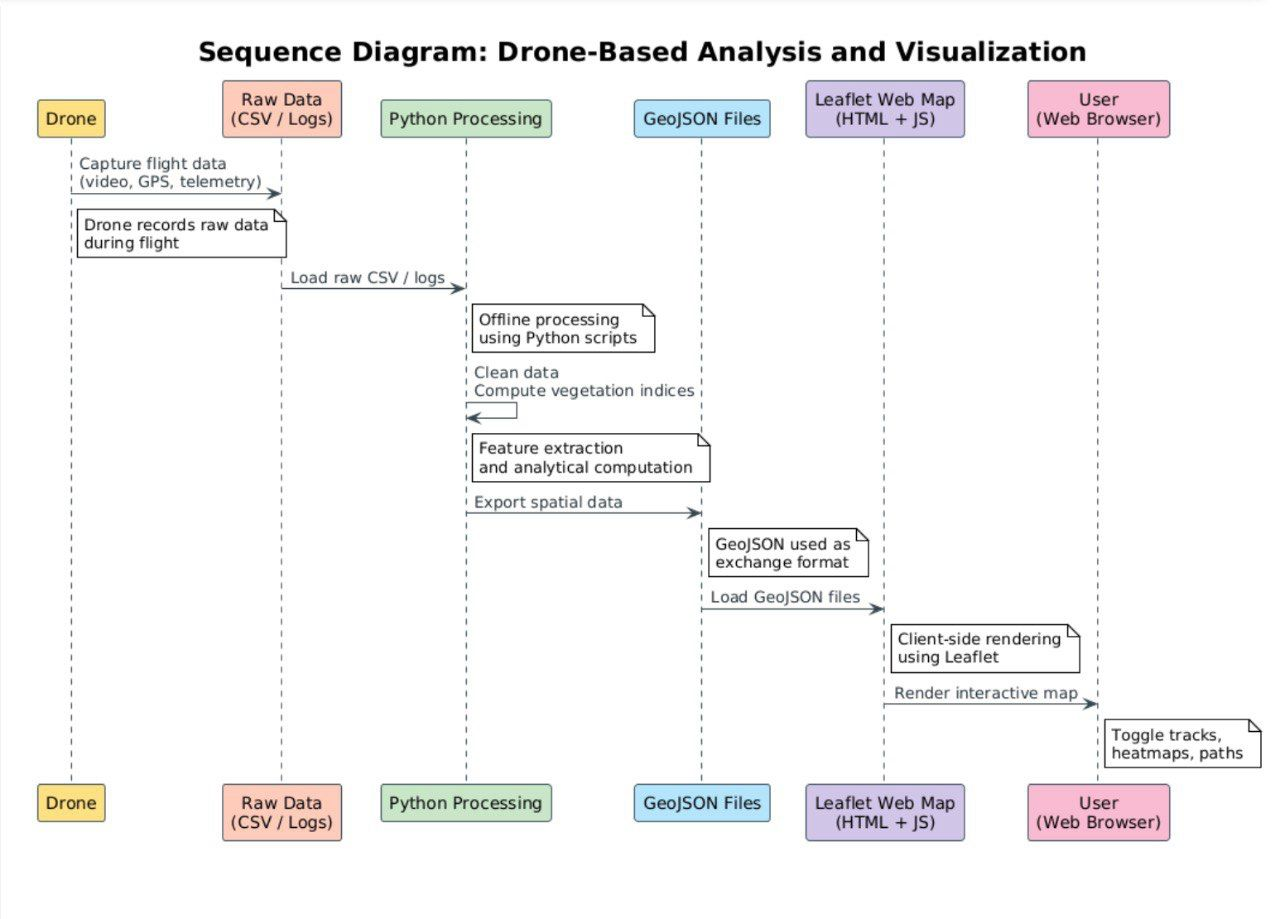 Sequence Diagram: Drone-Based Analysis and Visualization
Drone
Raw Data
(CSV / Logs)
Python Processing
GeoJSON Files
Leaflet Web Map
(HTML + JS)
User
(Web Browser)
Capture flight data
(video, GPS, telemetry)
Drone records raw data
during flight
Load raw CSV / logs
Offline processing
using Python scripts
Clean data
Compute vegetation indices
Feature extraction
and analytical computation
Export spatial data
GeoJSON used as
exchange format
Load GeoJSON files
Client-side rendering
using Leaflet
Render interactive map
Toggle tracks,
heatmaps, paths
Drone
Raw Data
(CSV / Logs)
Python Processing
GeoJSON Files
Leaflet Web Map
(HTML + JS)
User
(Web Browser)